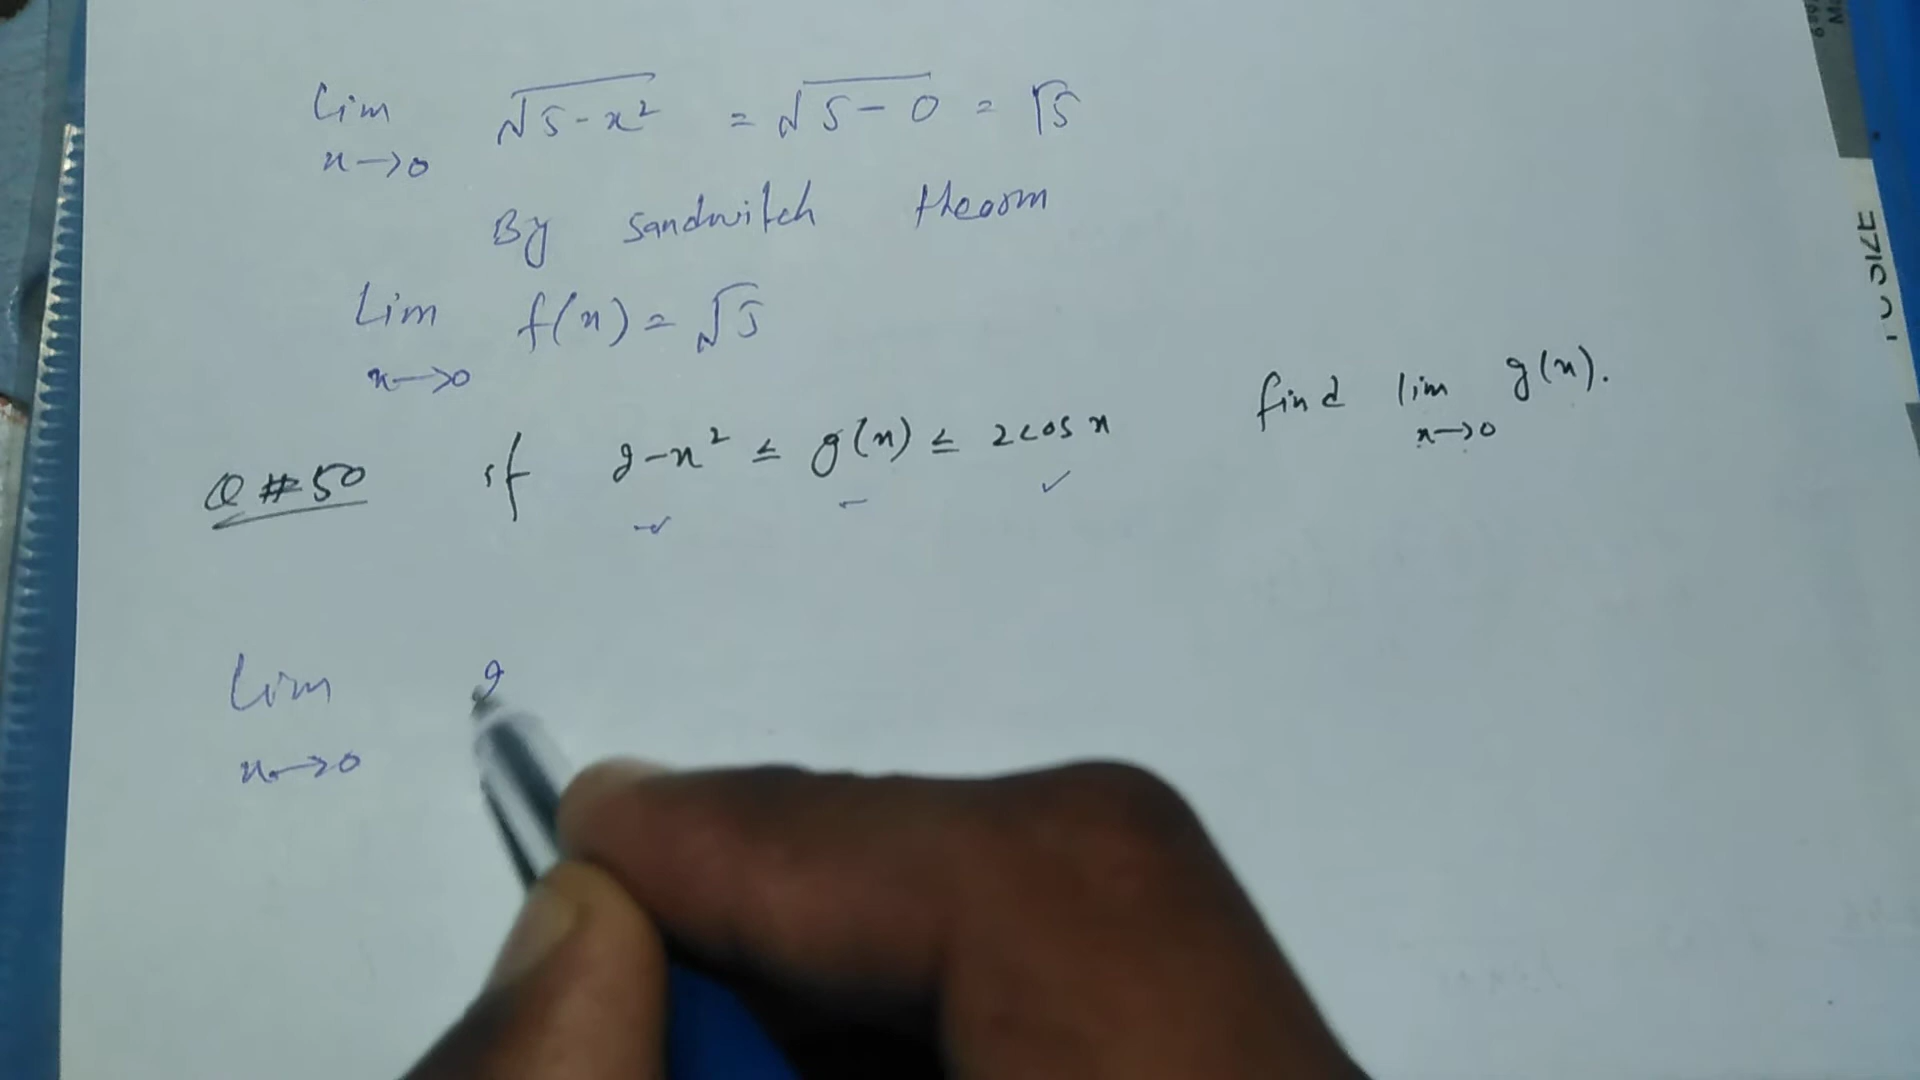 Lim √5-x² = √5-0 = √5
x→0
By sandwitch theorm
Lim f(x) = √5
x→0
Q#50 if 2-x² ≤ g(x) ≤ 2cos x find lim g(x).
x→0
Lim 2
x→0